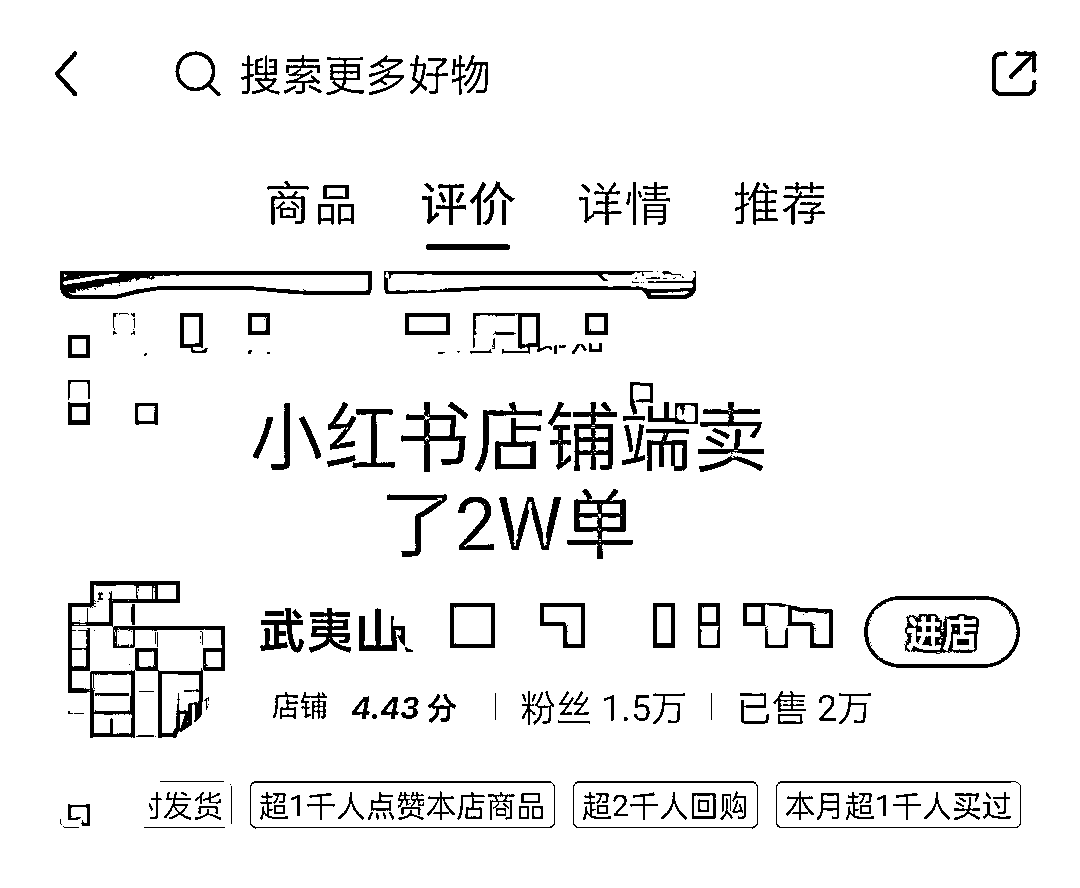 搜索更多好物
商品 评价 详情 推荐
小红书店铺端卖
了2W单
武夷山
进店
店铺 4.43 分 粉丝 1.5万 已售 2万
发货 超1千人点赞本店商品 超2千人回购 本月超1千人买过